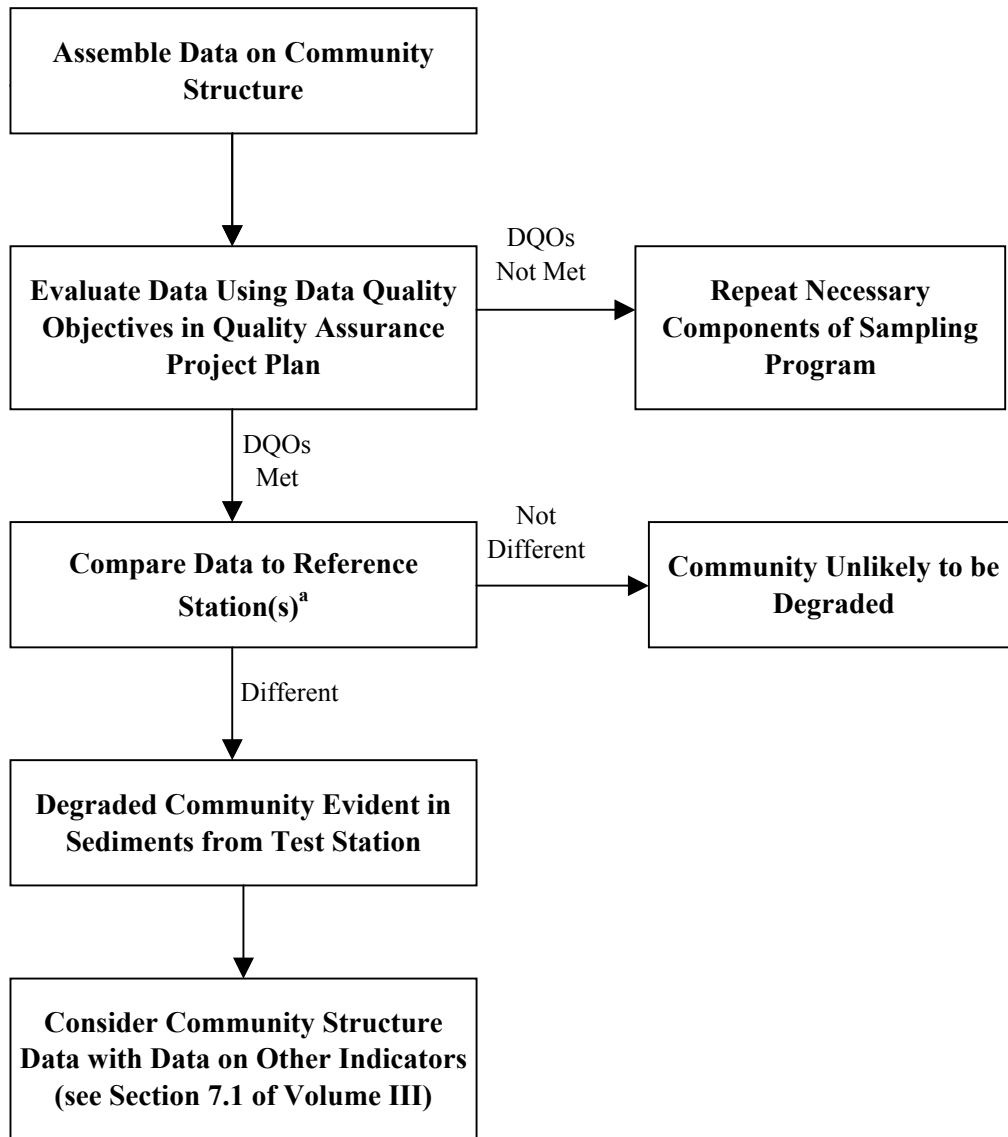 Assemble Data on Community
Structure
DQOs
Not Met
Evaluate Data Using Data Quality
Objectives in Quality Assurance
Project Plan
Repeat Necessary
Components of Sampling
Program
DQOs
Met
Not
Different
Compare Data to Reference
Station(s)a
Community Unlikely to be
Degraded
Different
Degraded Community Evident in
Sediments from Test Station
Consider Community Structure
Data with Data on Other Indicators
(see Section 7.1 of Volume III)